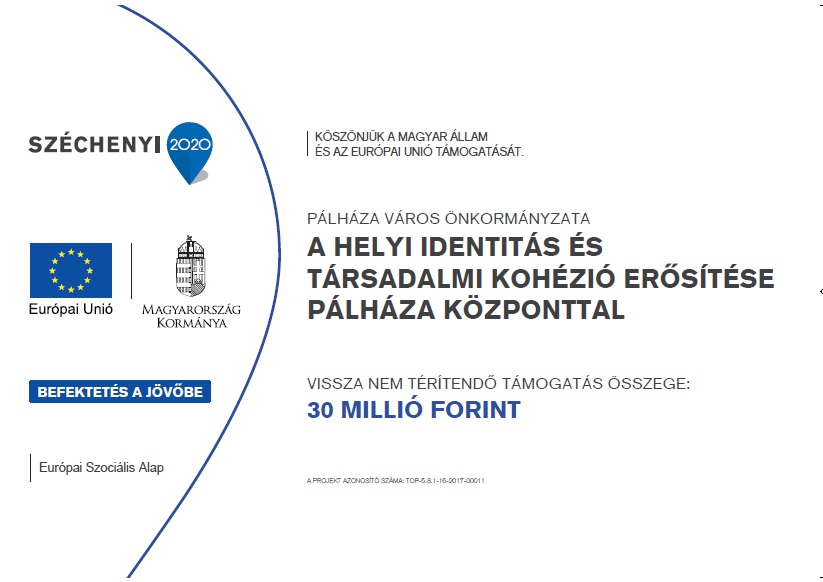 SZÉCHENYI 2020
KÖSZÖNJÜK A MAGYAR ÁLLAM
ÉS AZ EURÓPAI UNIÓ TÁMOGATÁSÁT.
PÁLHÁZA VÁROS ÖNKORMÁNYZATA
A HELYI IDENTITÁS ÉS
TÁRSADALMI KOHÉZIÓ ERŐSÍTÉSE
PÁLHÁZA KÖZPONTTAL
Európai Unió
MAGYARORSZÁG
KORMÁNYA
BEFEKTETÉS A JÖVŐBE
VISSZA NEM TÉRÍTENDŐ TÁMOGATÁS ÖSSZEGE:
30 MILLIÓ FORINT
Európai Szociális Alap
A PROJEKT AZONOSÍTÓ SZÁMA: TOP-5.3.1-16-2017-00011